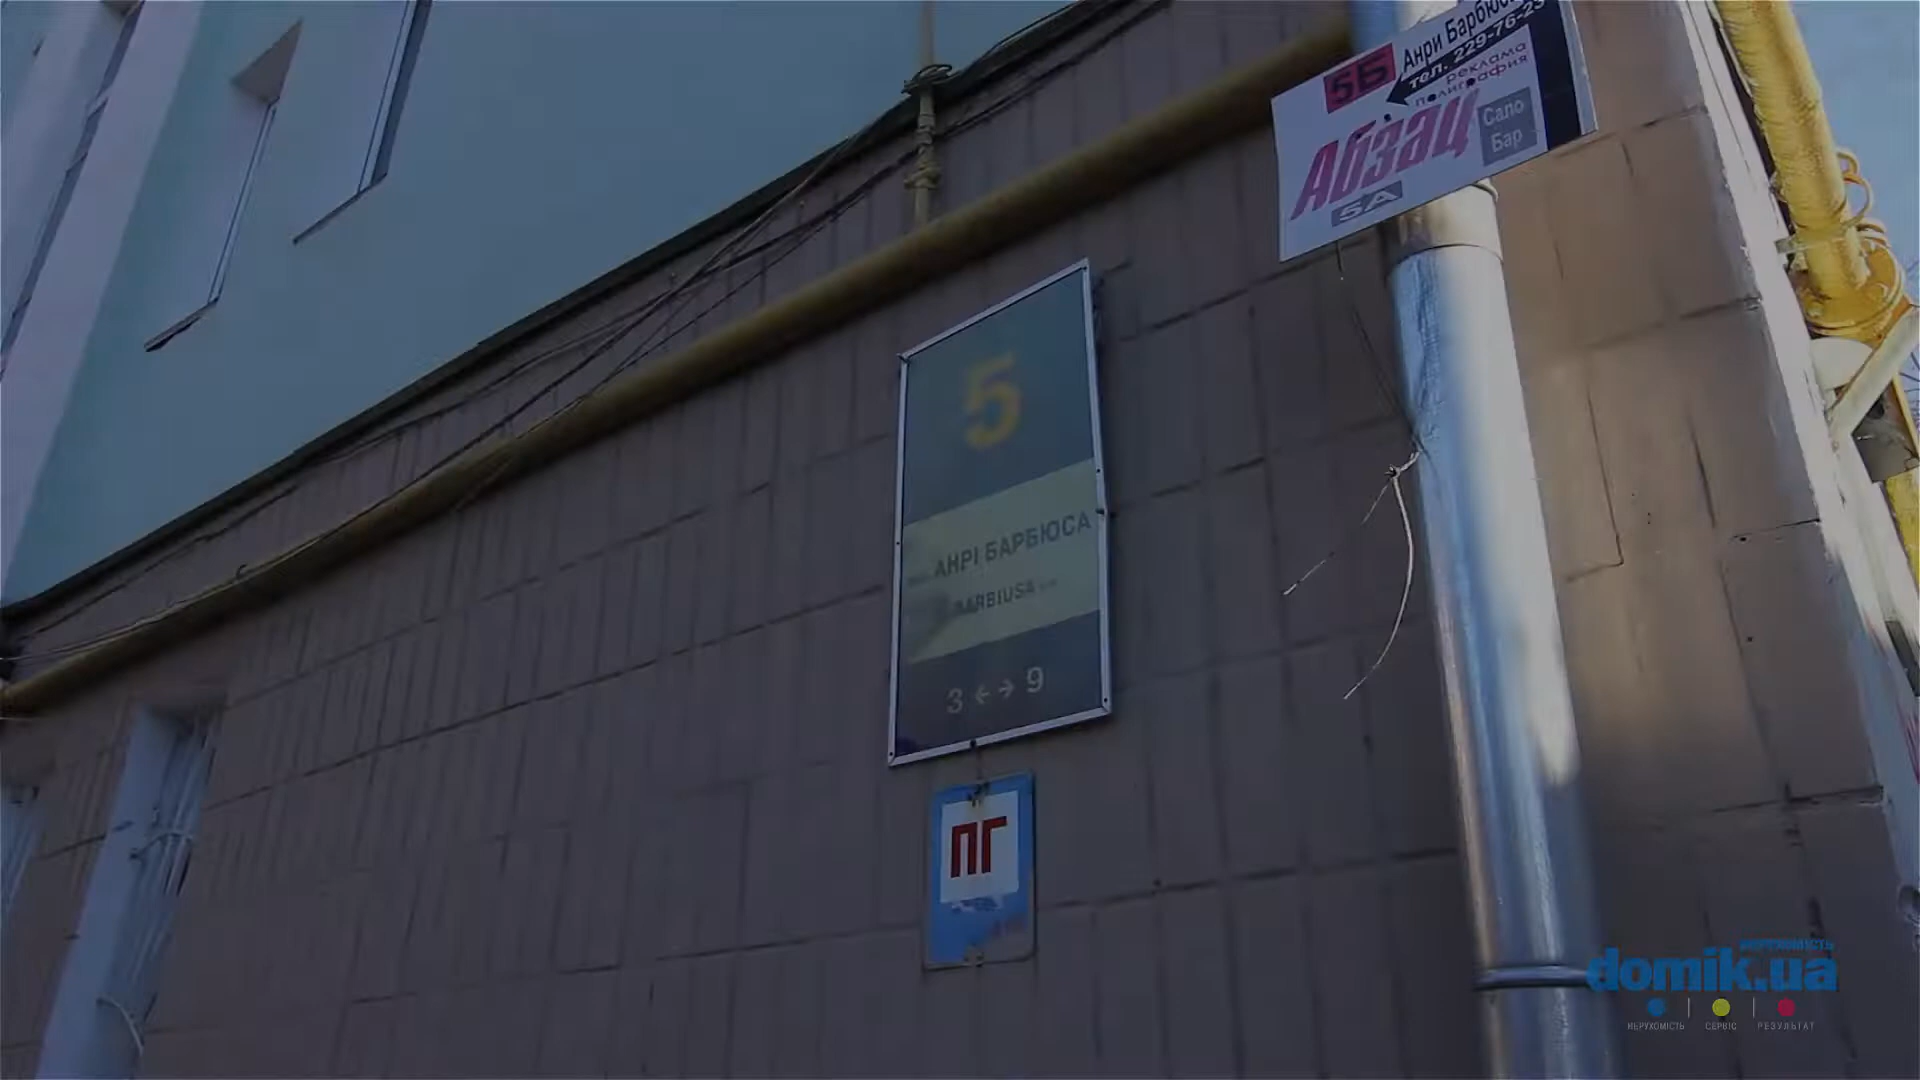 5Б
Анри Барбюса
тел. 229-76-23
реклама
полиграфия
Абзац
Сало
Бар
5А
5
АНРІ БАРБЮСА
BARBIUSA
3 ← → 9
ПГ
НЕРУХОМІСТЬ
domik.ua
НЕРУХОМІСТЬ | СЕРВІС | РЕЗУЛЬТАТ